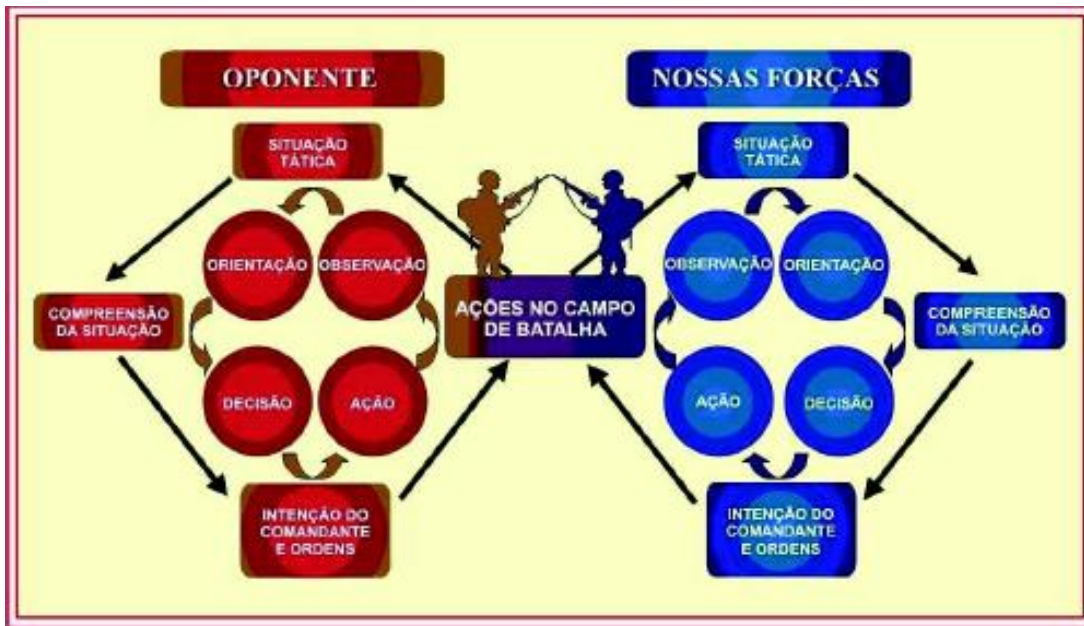 OPONENTE
NOSSAS FORÇAS
SITUAÇÃO
TÁTICA
SITUAÇÃO
TÁTICA
ORIENTAÇÃO
OBSERVAÇÃO
OBSERVAÇÃO
ORIENTAÇÃO
COMPREENSÃO
DA SITUAÇÃO
AÇÕES NO CAMPO
DE BATALHA
COMPREENSÃO
DA SITUAÇÃO
DECISÃO
AÇÃO
AÇÃO
DECISÃO
INTENÇÃO DO
COMANDANTE
E ORDENS
INTENÇÃO DO
COMANDANTE
E ORDENS